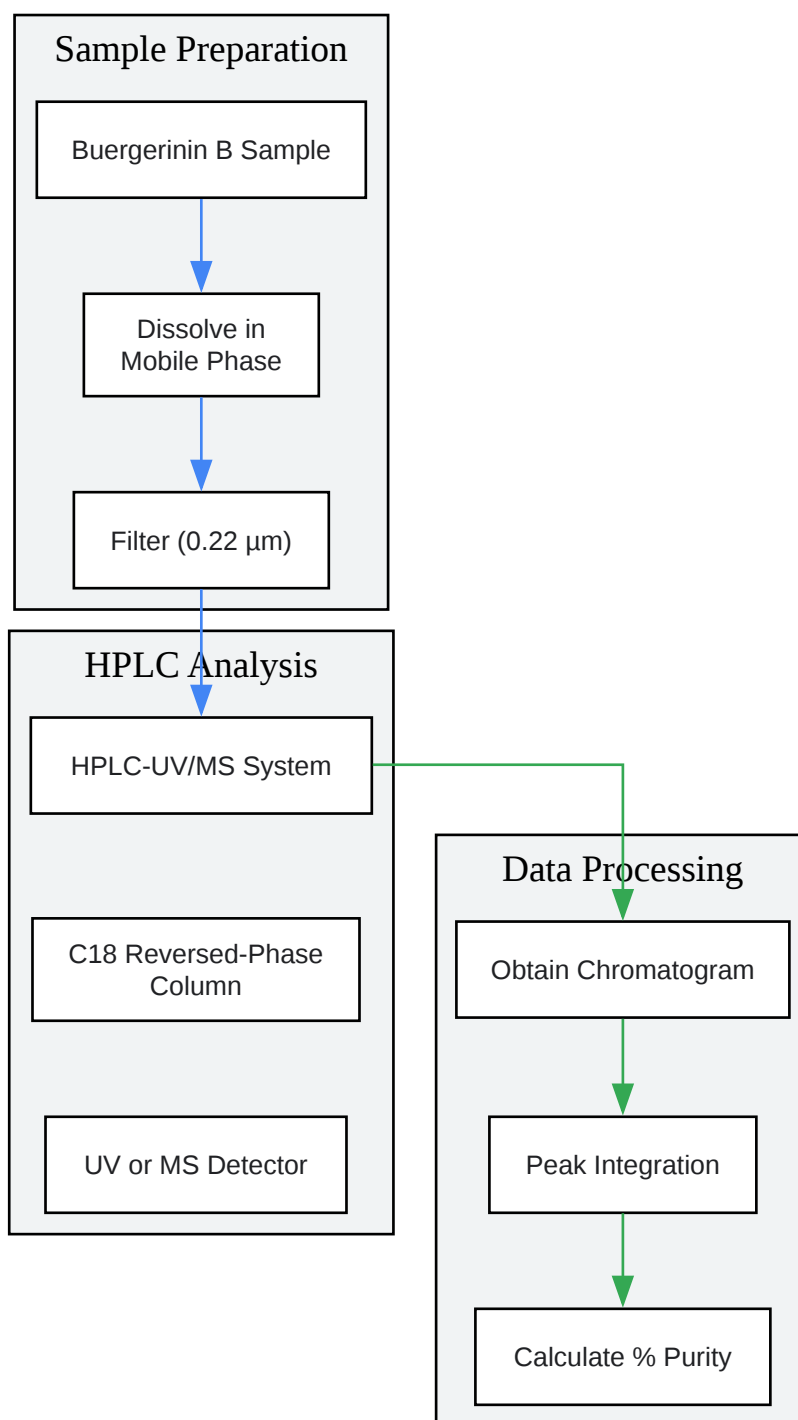 Sample Preparation
Buergerinin B Sample
Dissolve in
Mobile Phase
Filter (0.22 µm)
HPLC Analysis
HPLC-UV/MS System
C18 Reversed-Phase
Column
UV or MS Detector
Data Processing
Obtain Chromatogram
Peak Integration
Calculate % Purity